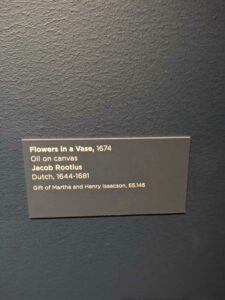 Flowers in a Vase, 1674
Oil on canvas
Jacob Rootius
Dutch, 1644-1681
Gift of Martha and Henry Isaacson, 65.146